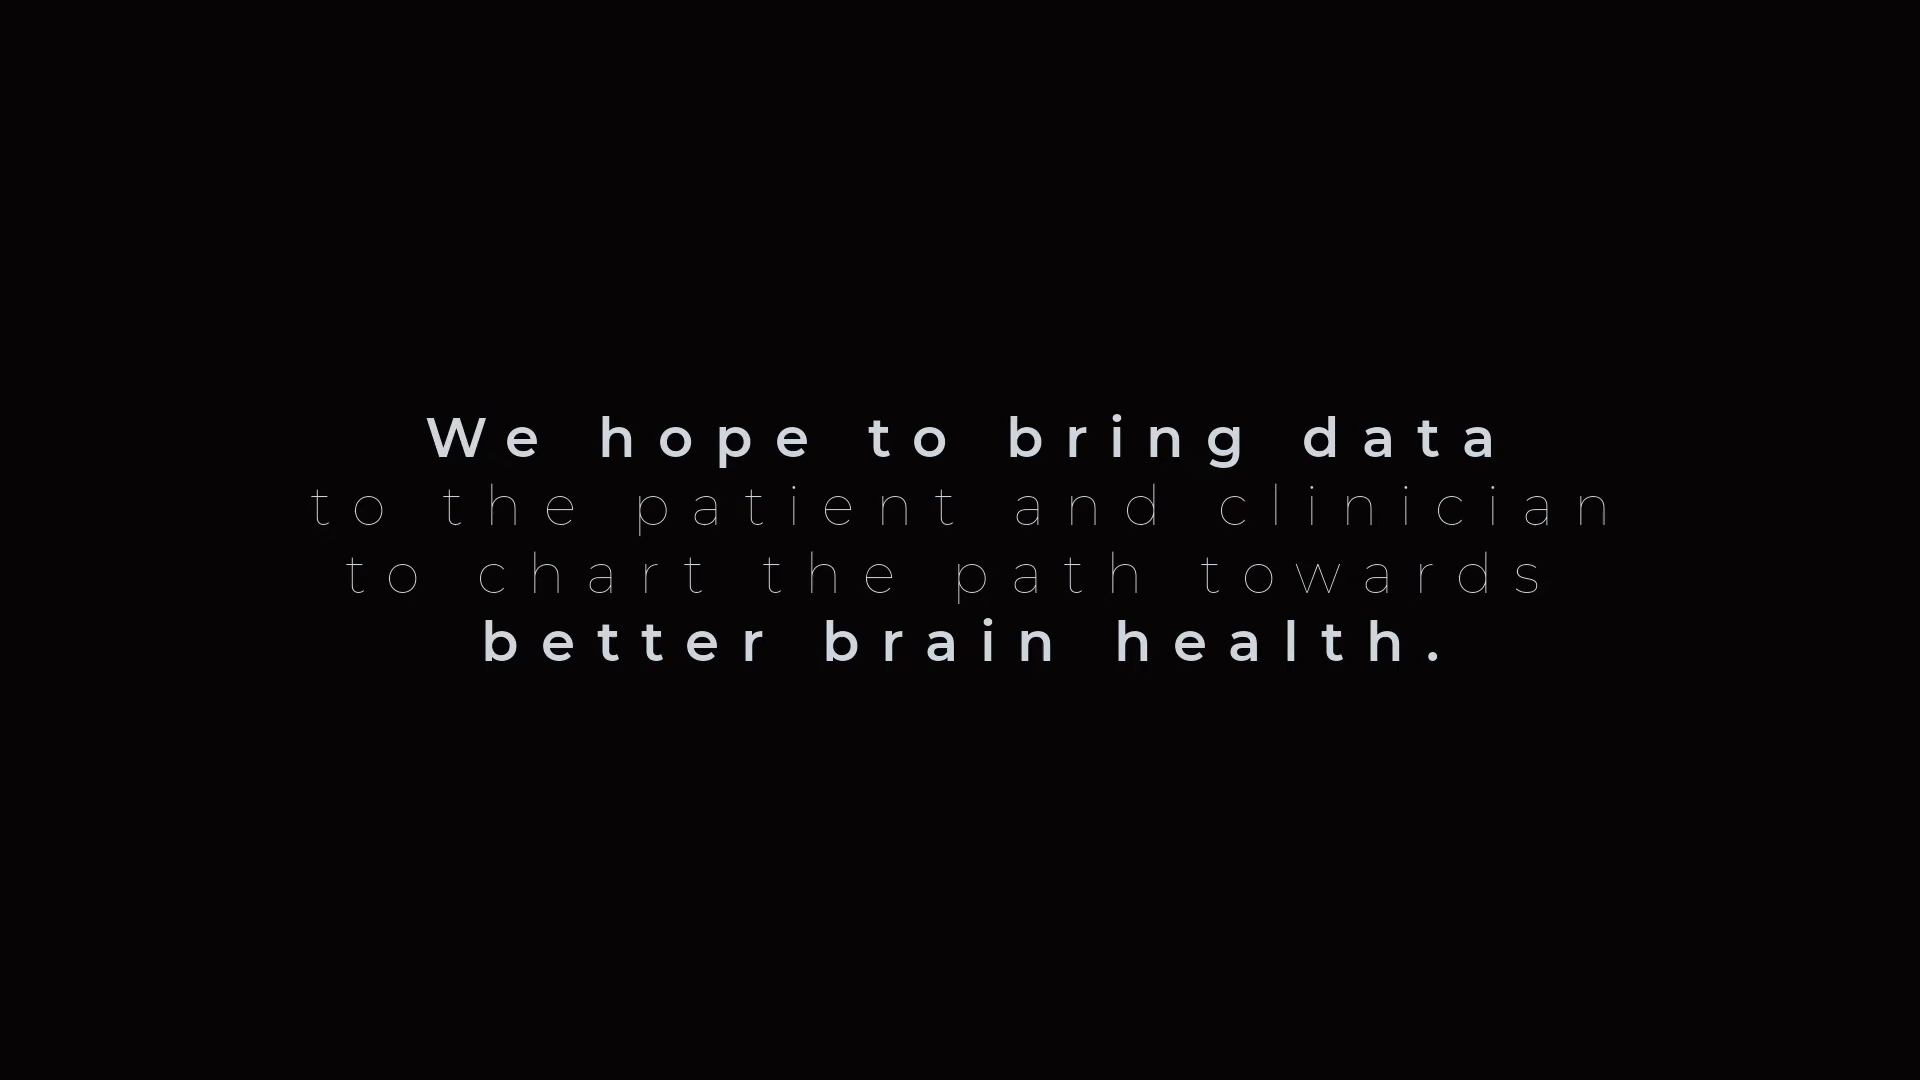 We hope to bring data
to the patient and clinician
to chart the path towards
better brain health.